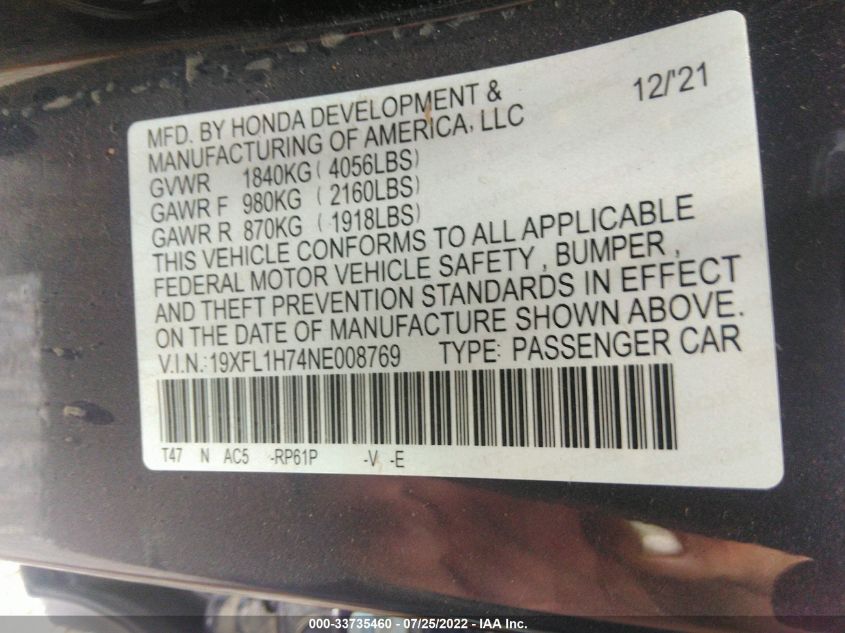 12/'21
MFD. BY HONDA DEVELOPMENT &
MANUFACTURING OF AMERICA, LLC
GVWR 1840KG ( 4056LBS)
GAWR F 980KG ( 2160LBS)
GAWR R 870KG ( 1918LBS)
THIS VEHICLE CONFORMS TO ALL APPLICABLE
FEDERAL MOTOR VEHICLE SAFETY , BUMPER ,
AND THEFT PREVENTION STANDARDS IN EFFECT
ON THE DATE OF MANUFACTURE SHOWN ABOVE.
V.I.N.:19XFL1H74NE008769 TYPE: PASSENGER CAR
T47 N AC5 -RP61P -V -E
000-33735460 - 07/25/2022 - IAA Inc.